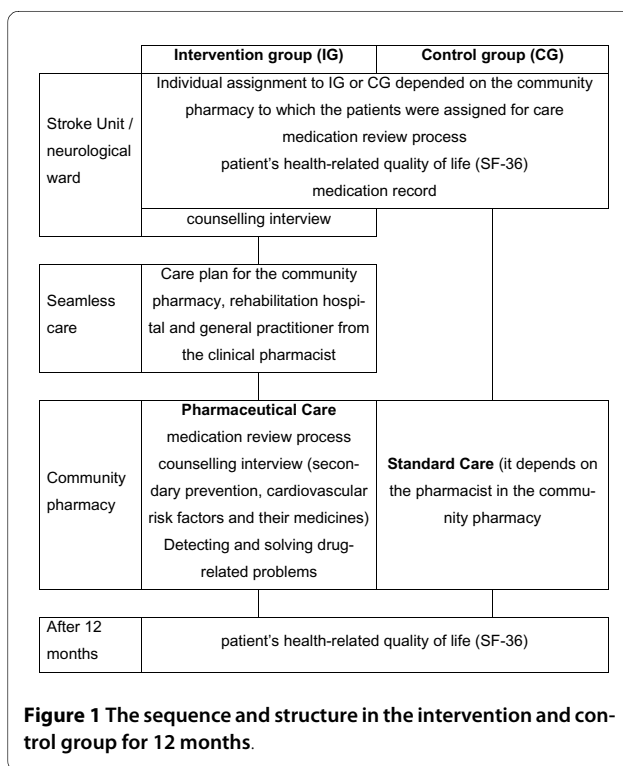 Intervention group (IG) Control group (CG)
Stroke Unit /
neurological
ward
Individual assignment to IG or CG depended on the community
pharmacy to which the patients were assigned for care
medication review process
patient's health-related quality of life (SF-36)
medication record
counselling interview
Seamless
care
Care plan for the community
pharmacy, rehabilitation hospi-
tal and general practitioner from
the clinical pharmacist
Community
pharmacy
Pharmaceutical Care
medication review process
counselling interview (secon-
dary prevention, cardiovascular
risk factors and their medicines)
Detecting and solving drug-
related problems
Standard Care (it depends on
the pharmacist in the commu-
nity pharmacy
After 12
months
patient's health-related quality of life (SF-36)
Figure 1 The sequence and structure in the intervention and con-
trol group for 12 months.